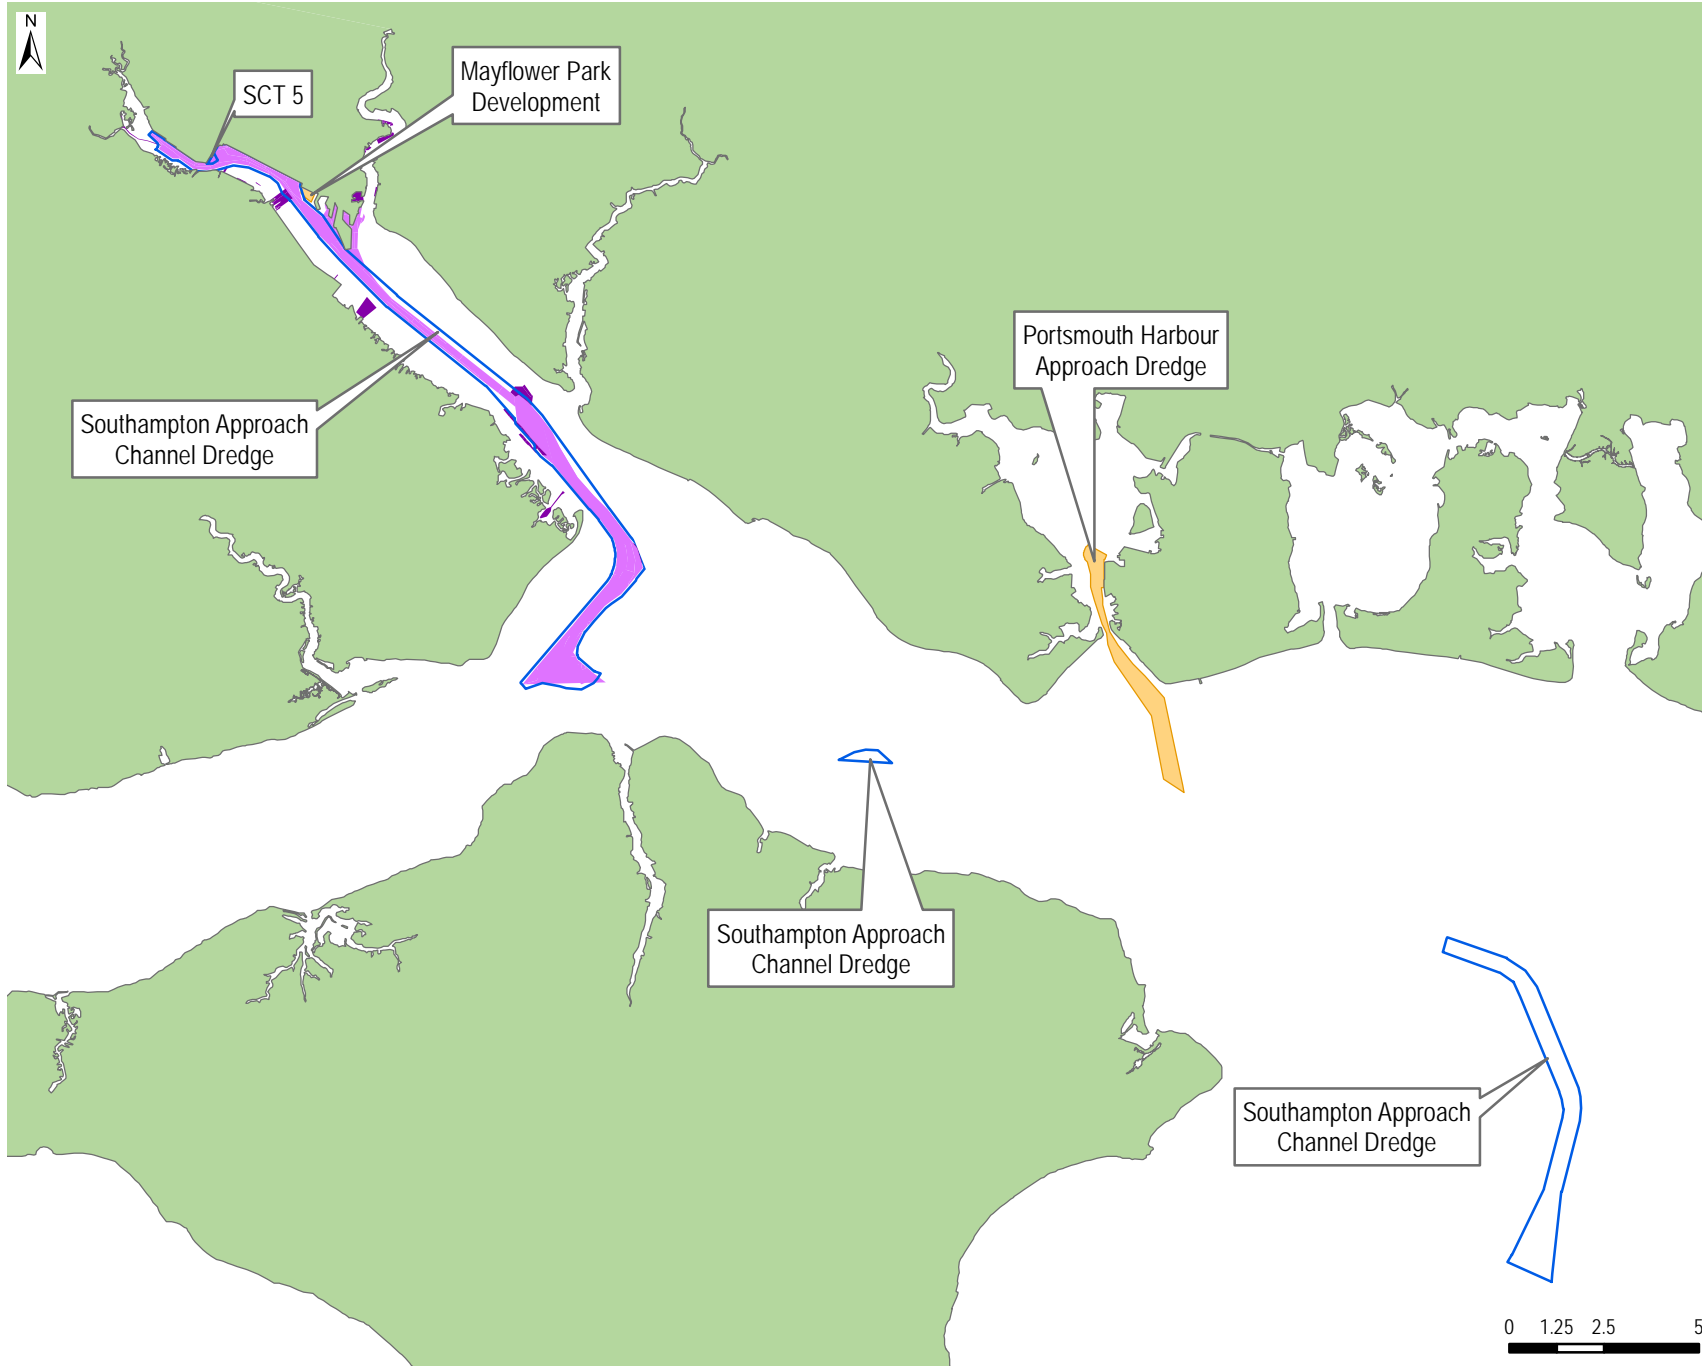 N
SCT 5
Mayflower Park
Development
Portsmouth Harbour
Approach Dredge
Southampton Approach
Channel Dredge
Southampton Approach
Channel Dredge
Southampton Approach
Channel Dredge
0 1.25 2.5 5